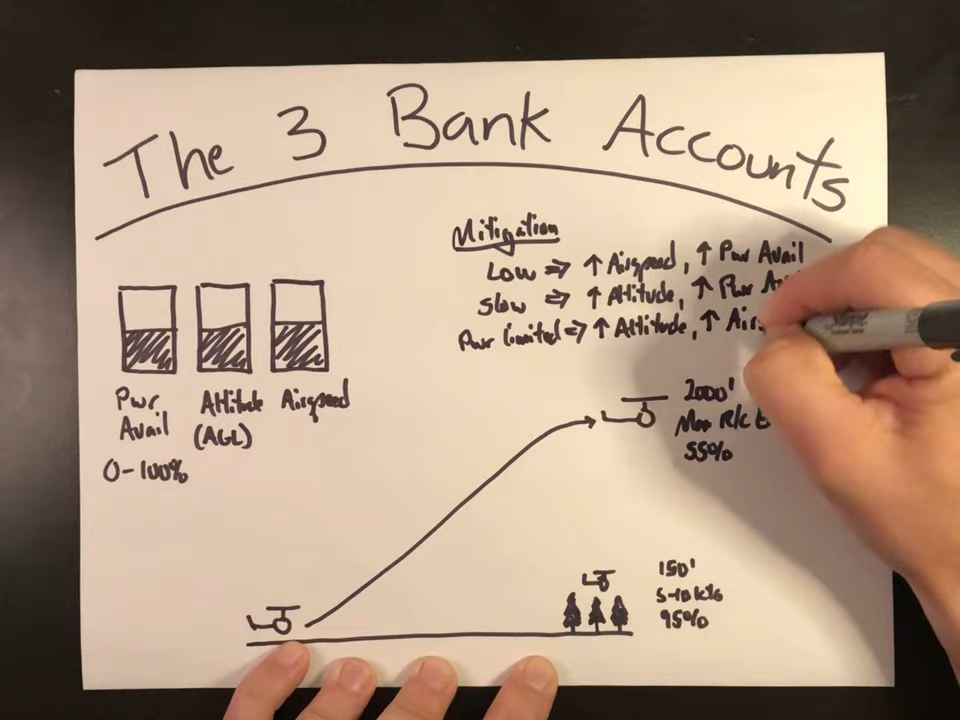 The 3 Bank Accounts
Mitigation
Low ⇒ ↑ Airspeed, ↑ Pwr Avail
Slow ⇒ ↑ Altitude, ↑ Pwr
Pwr limited ⇒ ↑ Altitude, ↑
Pwr Avail
Altitude (AGL)
Airspeed
0-100%
2000'
Max R/C
55%
150'
5-10 kts
95%